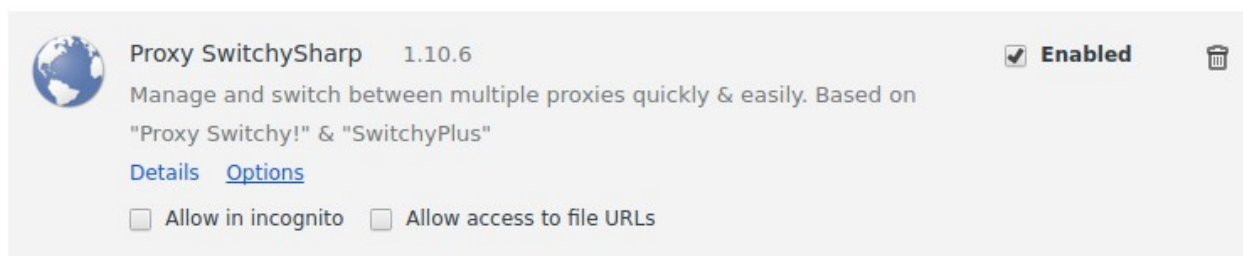 Proxy SwitchySharp 1.10.6 Enabled
Manage and switch between multiple proxies quickly & easily. Based on
"Proxy Switchy!" & "SwitchyPlus"
Details Options
Allow in incognito Allow access to file URLs